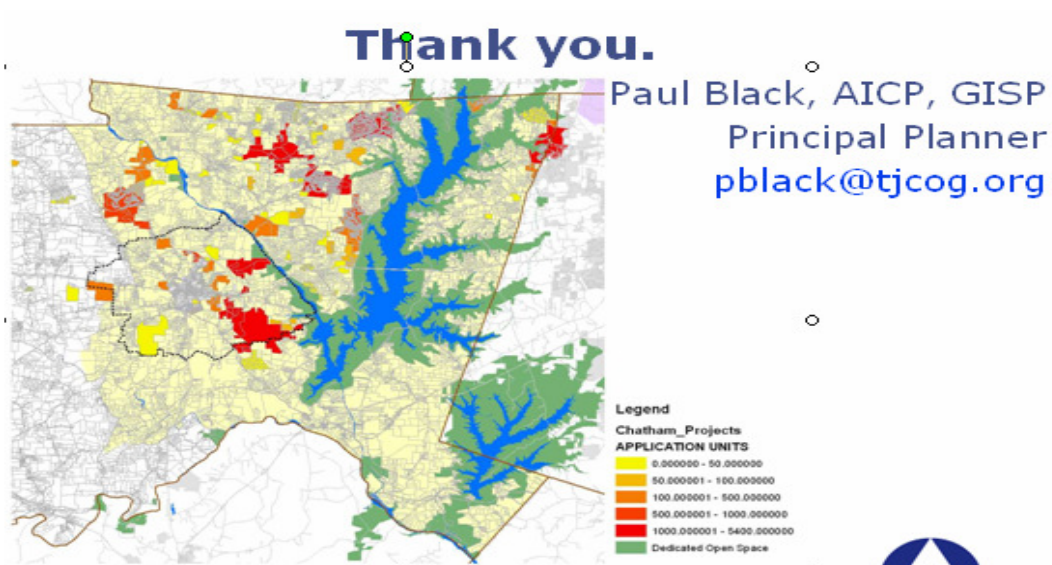 Thank you.
Paul Black, AICP, GISP
Principal Planner
pblack@tjcog.org
Legend
Chatham_Projects
APPLICATION UNITS
0.000000 - 50.000000
50.000001 - 100.000000
100.000001 - 500.000000
500.000001 - 1000.000000
1000.000001 - 5400.000000
Dedicated Open Space